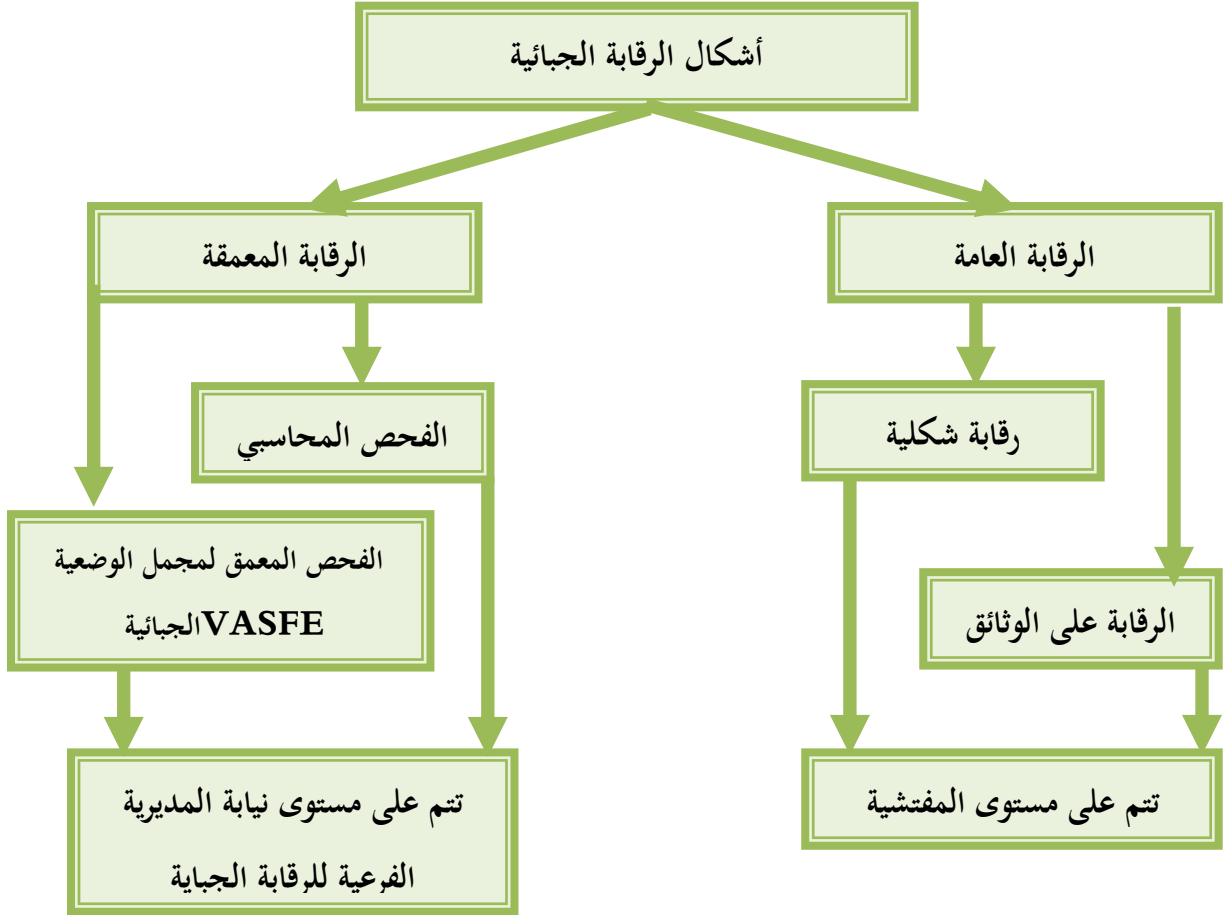 أشكال الرقابة الجبائية
الرقابة العامة
الرقابة المعمقة
رقابة شكلية
الفحص المحاسبي
الرقابة على الوثائق
الفحص المعمق لمجمل الوضعية
الجبائيةVASFE
تتم على مستوى المفتشية
تتم على مستوى نيابة المديرية
الفرعية للرقابة الجباية